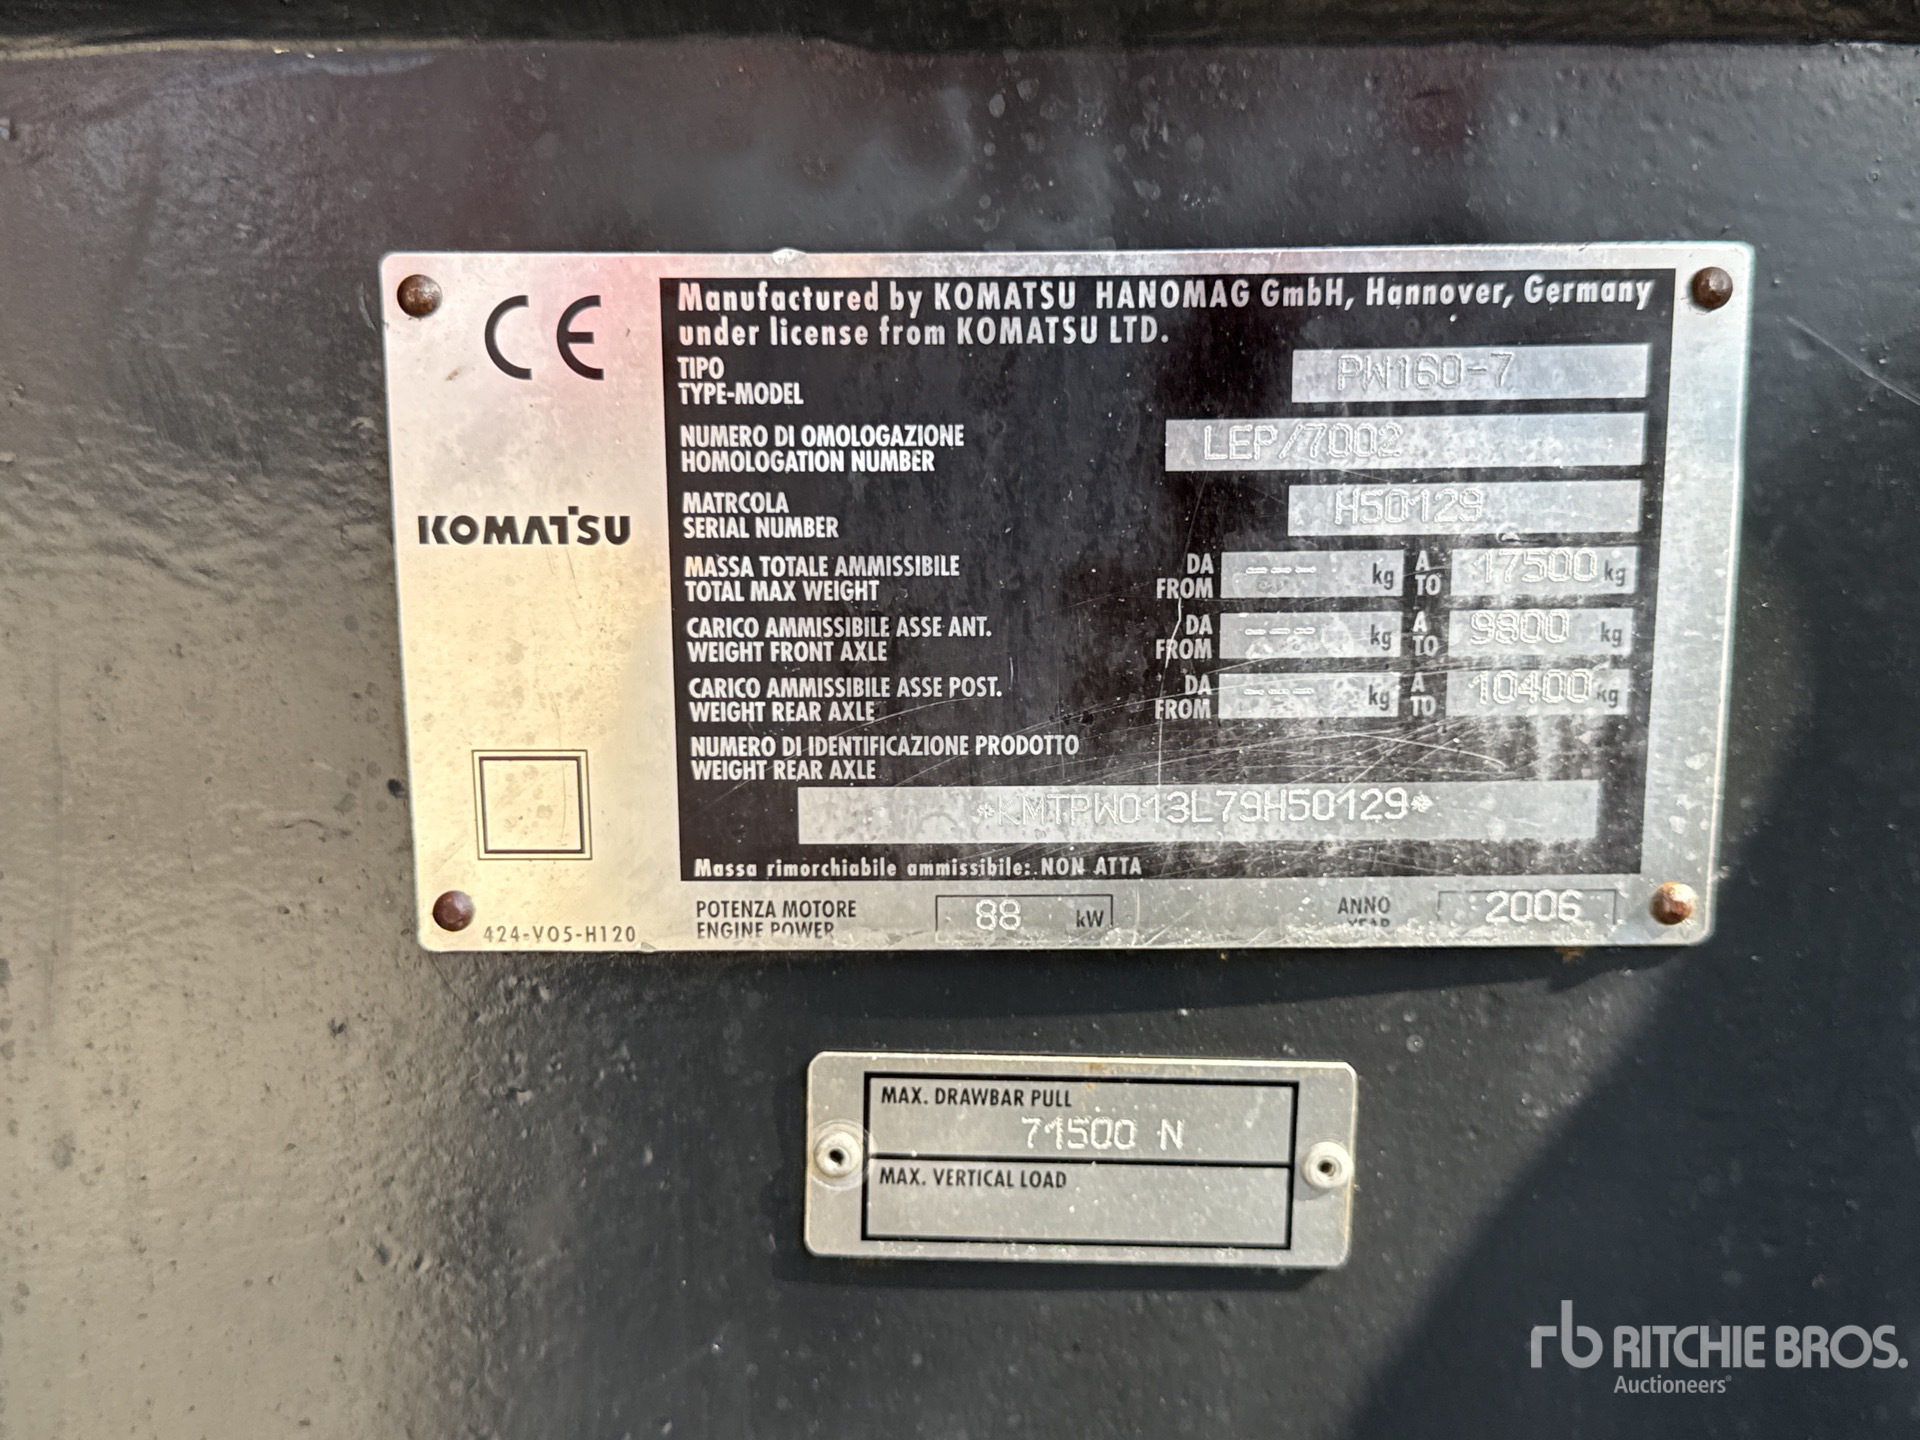 CE
KOMATSU
424-V05-H120
Manufactured by KOMATSU HANOMAG GmbH, Hannover, Germany
under license from KOMATSU LTD.
TIPO
TYPE-MODEL PW160-7
NUMERO DI OMOLOGAZIONE
HOMOLOGATION NUMBER LEP/7002
MATRCOLA
SERIAL NUMBER H50129
MASSA TOTALE AMMISSIBILE DA --- kg A 17500 kg
TOTAL MAX WEIGHT FROM TO
CARICO AMMISSIBILE ASSE ANT. DA --- kg A 9800 kg
WEIGHT FRONT AXLE FROM TO
CARICO AMMISSIBILE ASSE POST. DA --- kg A 10400 kg
WEIGHT REAR AXLE FROM TO
NUMERO DI IDENTIFICAZIONE PRODOTTO
WEIGHT REAR AXLE
*KMTPW013L79H50129*
Massa rimorchiabile ammissibile: NON ATTA
POTENZA MOTORE 88 kW ANNO 2006
ENGINE POWER YEAR
MAX. DRAWBAR PULL
71500 N
MAX. VERTICAL LOAD
rb RITCHIE BROS.
Auctioneers